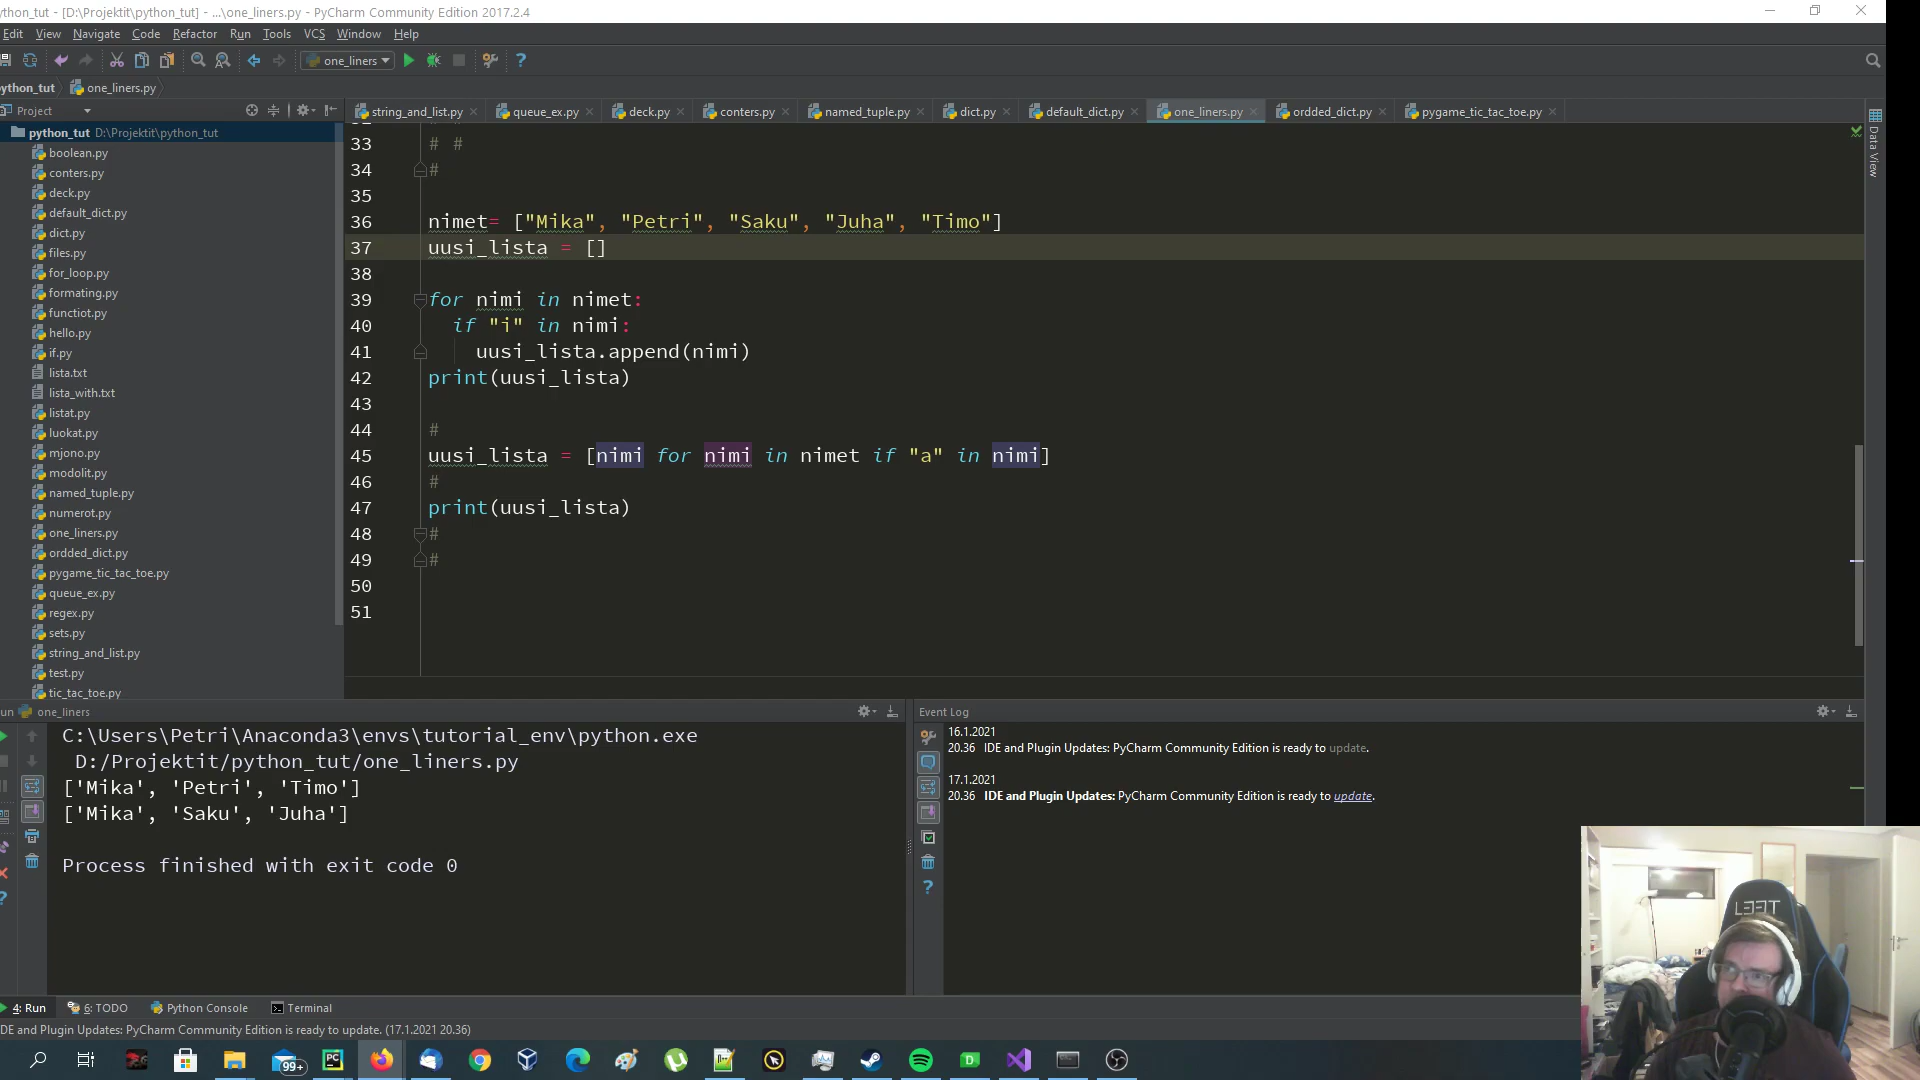 ython_tut - [D:\Projektit\python_tut] - ...\one_liners.py - PyCharm Community Edition 2017.2.4
Edit View Navigate Code Refactor Run Tools VCS Window Help
one_liners
ython_tut one_liners.py
Project
string_and_list.py queue_ex.py deck.py conters.py named_tuple.py dict.py default_dict.py one_liners.py ordded_dict.py pygame_tic_tac_toe.py
Data View
python_tut D:\Projektit\python_tut
boolean.py
conters.py
deck.py
default_dict.py
dict.py
files.py
for_loop.py
formating.py
functiot.py
hello.py
if.py
lista.txt
lista_with.txt
listat.py
luokat.py
mjono.py
modolit.py
named_tuple.py
numerot.py
one_liners.py
ordded_dict.py
pygame_tic_tac_toe.py
queue_ex.py
regex.py
sets.py
string_and_list.py
test.py
tic_tac_toe.py
33 # #
34 #
35
36 nimet= ["Mika", "Petri", "Saku", "Juha", "Timo"]
37 uusi_lista = []
38
39 for nimi in nimet:
40 if "i" in nimi:
41 uusi_lista.append(nimi)
42 print(uusi_lista)
43
44 #
45 uusi_lista = [nimi for nimi in nimet if "a" in nimi]
46 #
47 print(uusi_lista)
48 #
49 #
50
51
un one_liners
C:\Users\Petri\Anaconda3\envs\tutorial_env\python.exe
D:/Projektit/python_tut/one_liners.py
['Mika', 'Petri', 'Timo']
['Mika', 'Saku', 'Juha']
Process finished with exit code 0
Event Log
16.1.2021
20.36 IDE and Plugin Updates: PyCharm Community Edition is ready to update.
17.1.2021
20.36 IDE and Plugin Updates: PyCharm Community Edition is ready to update.
4: Run 6: TODO Python Console Terminal
DE and Plugin Updates: PyCharm Community Edition is ready to update. (17.1.2021 20.36)
99+
PC
D